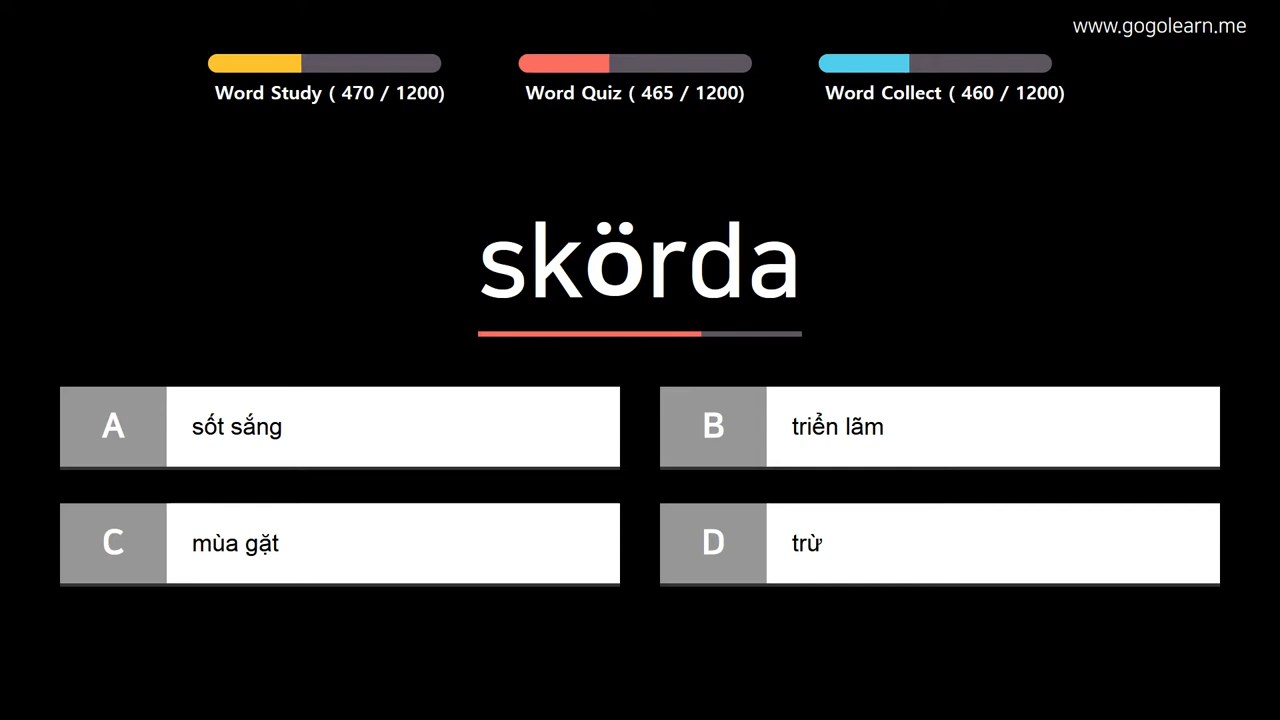 www.gogolearn.me
Word Study ( 470 / 1200)
Word Quiz ( 465 / 1200)
Word Collect ( 460 / 1200)
skörda
A sốt sắng
B triển lãm
C mùa gặt
D trừ